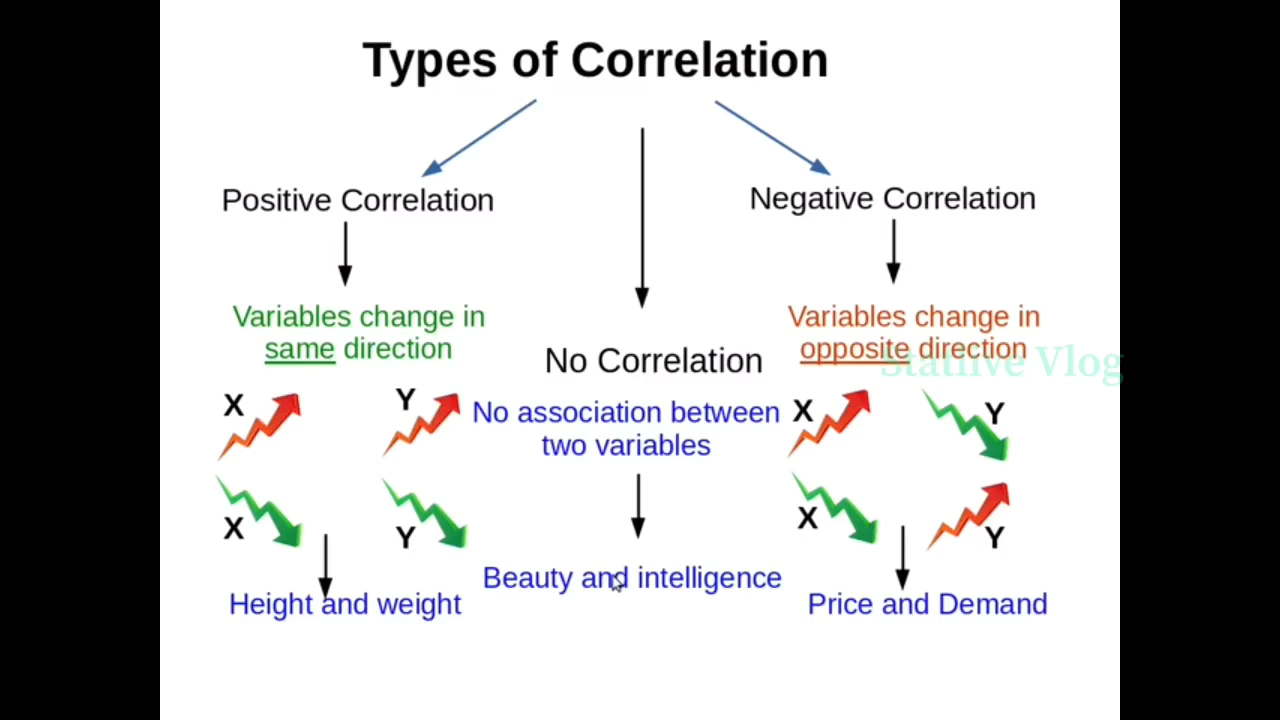 Types of Correlation
Positive Correlation
Variables change in
same direction
X
Y
X
Y
Height and weight
No Correlation
No association between
two variables
Beauty and intelligence
Negative Correlation
Variables change in
opposite direction
Statlive Vlog
X
Y
X
Y
Price and Demand